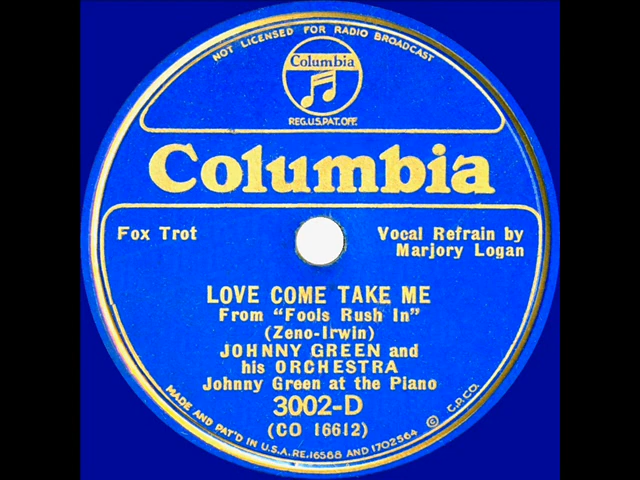 NOT LICENSED FOR RADIO BROADCAST
Columbia
REG. U.S. PAT. OFF.
Columbia
Fox Trot
Vocal Refrain by
Marjory Logan
LOVE COME TAKE ME
From "Fools Rush In"
(Zeno-Irwin)
JOHNNY GREEN and
his ORCHESTRA
Johnny Green at the Piano
3002-D
(CO 16612)
MADE AND PAT'D IN U.S.A. RE. 16588 AND 1702564 © C.P.CO.